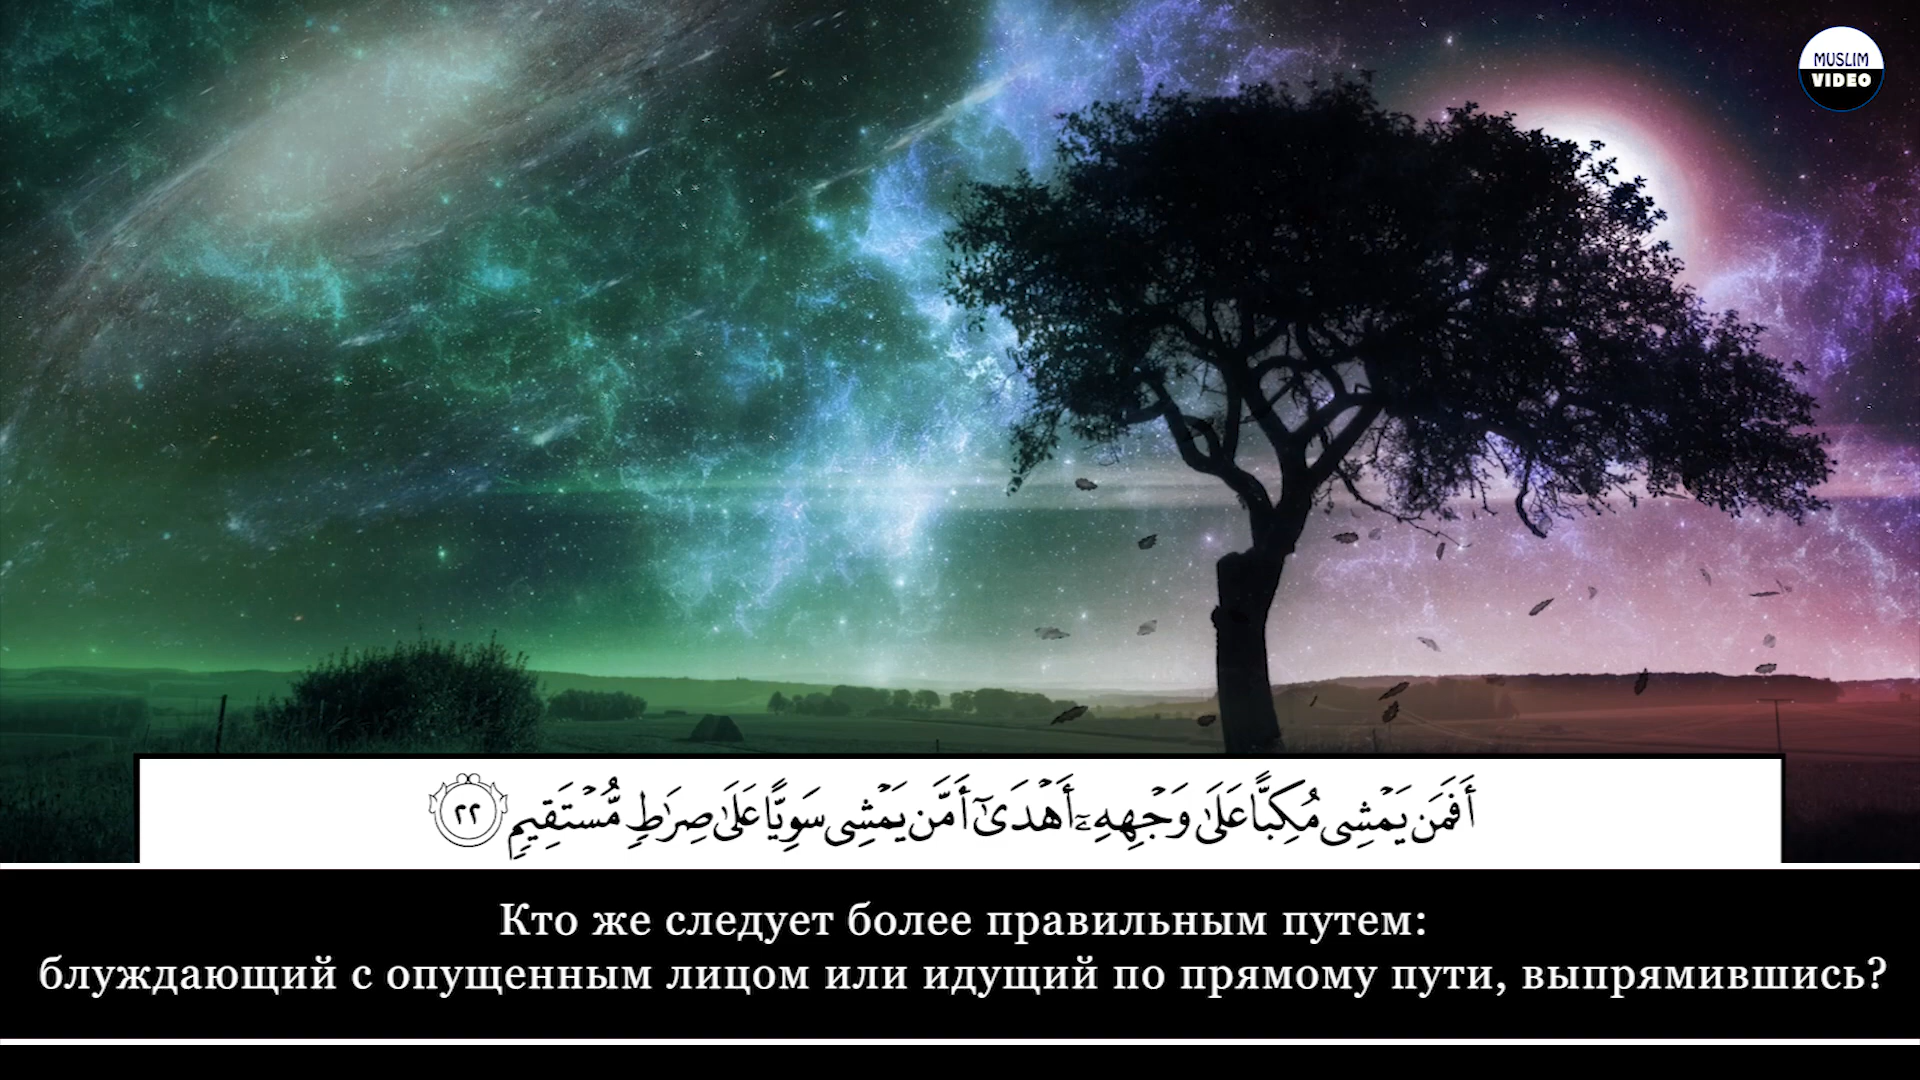 MUSLIM
VIDEO
أَفَمَن يَمْشِى مُكِبًّا عَلَىٰ وَجْهِهِۦٓ أَهْدَىٰٓ أَمَّن يَمْشِى سَوِيًّا عَلَىٰ صِرَٰطٍ مُّسْتَقِيمٍ ٢٢
Кто же следует более правильным путем:
блуждающий с опущенным лицом или идущий по прямому пути, выпрямившись?